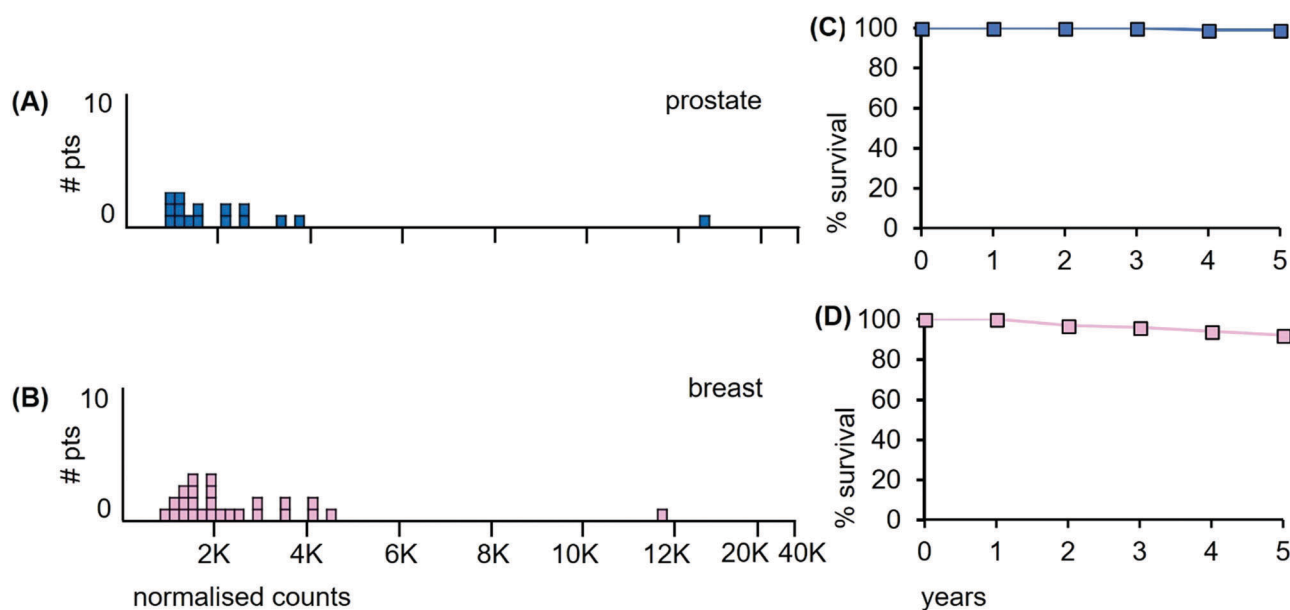 (A)
10
0
# pts
prostate
(C)
100
80
60
40
20
0
% survival
0 1 2 3 4 5
(B)
10
0
# pts
breast
2K 4K 6K 8K 10K 12K 20K 40K
normalised counts
(D)
100
80
60
40
20
0
% survival
0 1 2 3 4 5
years